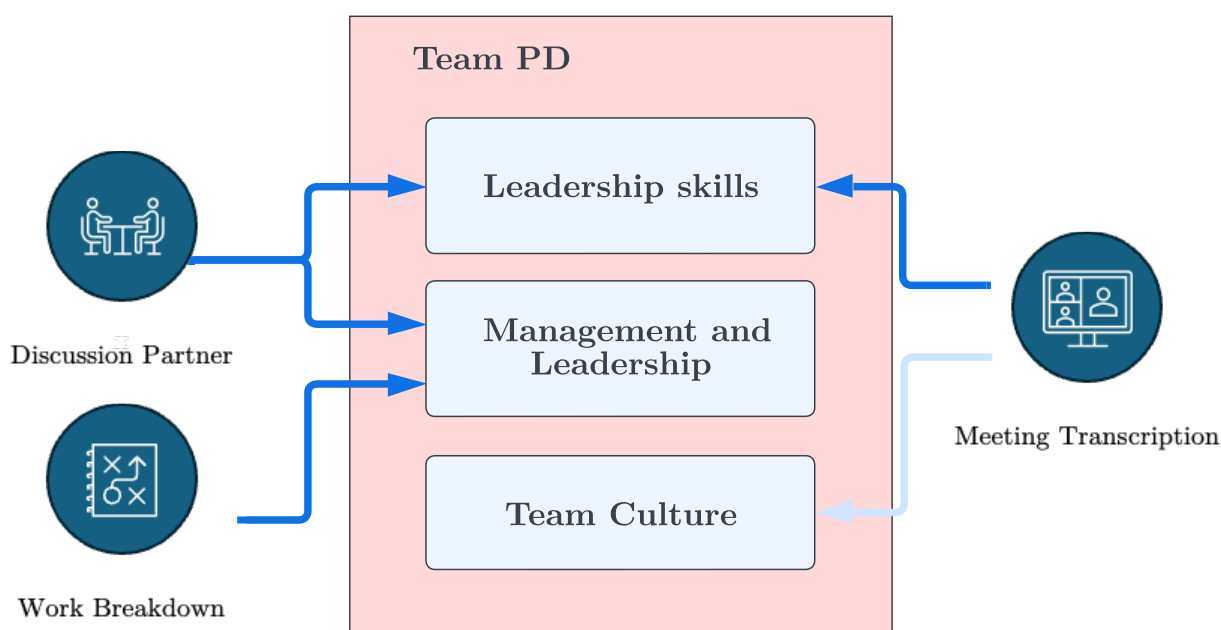 Team PD
Leadership skills
Management and
Leadership
Team Culture
Discussion Partner
Work Breakdown
Meeting Transcription